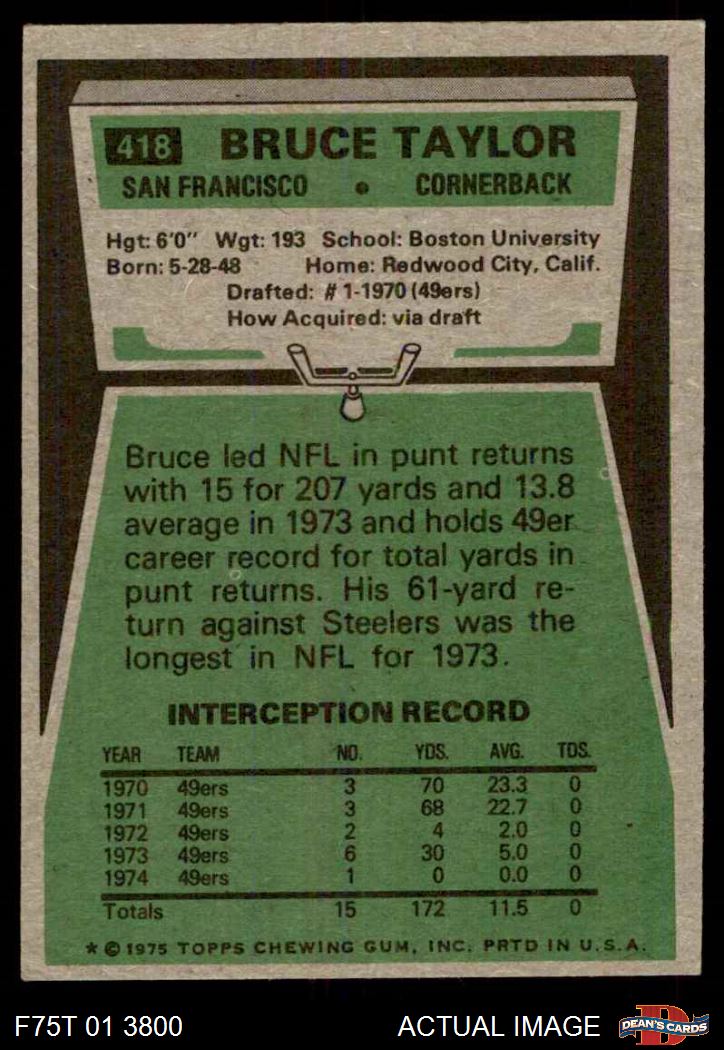 418 BRUCE TAYLOR
SAN FRANCISCO • CORNERBACK
Hgt: 6'0" Wgt: 193 School: Boston University
Born: 5-28-48 Home: Redwood City, Calif.
Drafted: #1-1970 (49ers)
How Acquired: via draft
Bruce led NFL in punt returns
with 15 for 207 yards and 13.8
average in 1973 and holds 49er
career record for total yards in
punt returns. His 61-yard re-
turn against Steelers was the
longest in NFL for 1973.
INTERCEPTION RECORD
YEAR TEAM NO. YDS. AVG. TDS.
1970 49ers 3 70 23.3 0
1971 49ers 3 68 22.7 0
1972 49ers 2 4 2.0 0
1973 49ers 6 30 5.0 0
1974 49ers 1 0 0.0 0
Totals 15 172 11.5 0
* © 1975 TOPPS CHEWING GUM, INC. PRTD IN U.S.A.
F75T 01 3800 ACTUAL IMAGE D DEAN'S CARDS